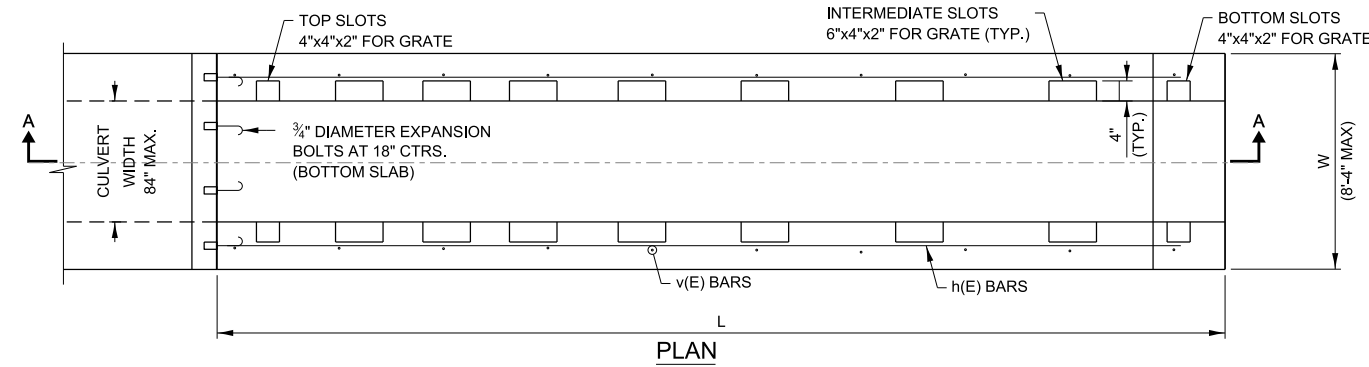 TOP SLOTS
4"x4"x2" FOR GRATE
INTERMEDIATE SLOTS
6"x4"x2" FOR GRATE (TYP.)
BOTTOM SLOTS
4"x4"x2" FOR GRATE
A
A
CULVERT
WIDTH
84" MAX.
¾" DIAMETER EXPANSION
BOLTS AT 18" CTRS.
(BOTTOM SLAB)
4"
(TYP.)
W
(8'-4" MAX)
v(E) BARS
h(E) BARS
L
PLAN